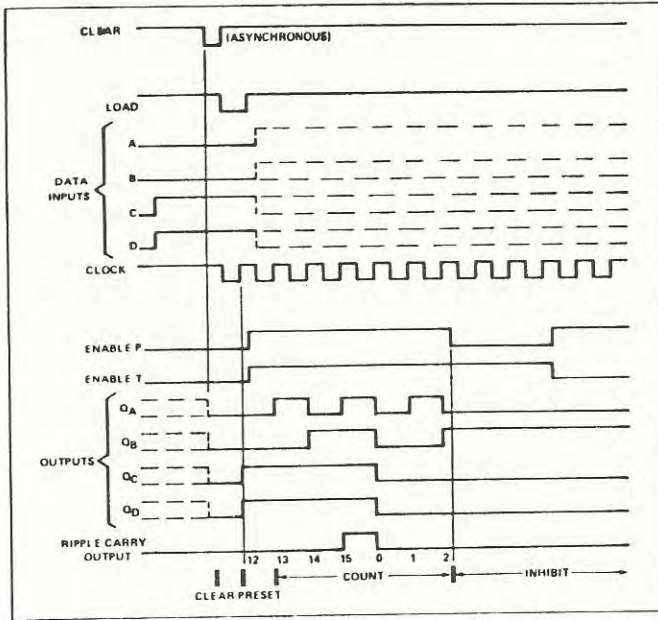 CLEAR
(ASYNCHRONOUS)
LOAD
A
B
DATA
INPUTS
C
D
CLOCK
ENABLE P
ENABLE T
QA
QB
OUTPUTS
QC
QD
RIPPLE CARRY
OUTPUT
12 13 14 15 0 1 2
COUNT
INHIBIT
CLEAR PRESET